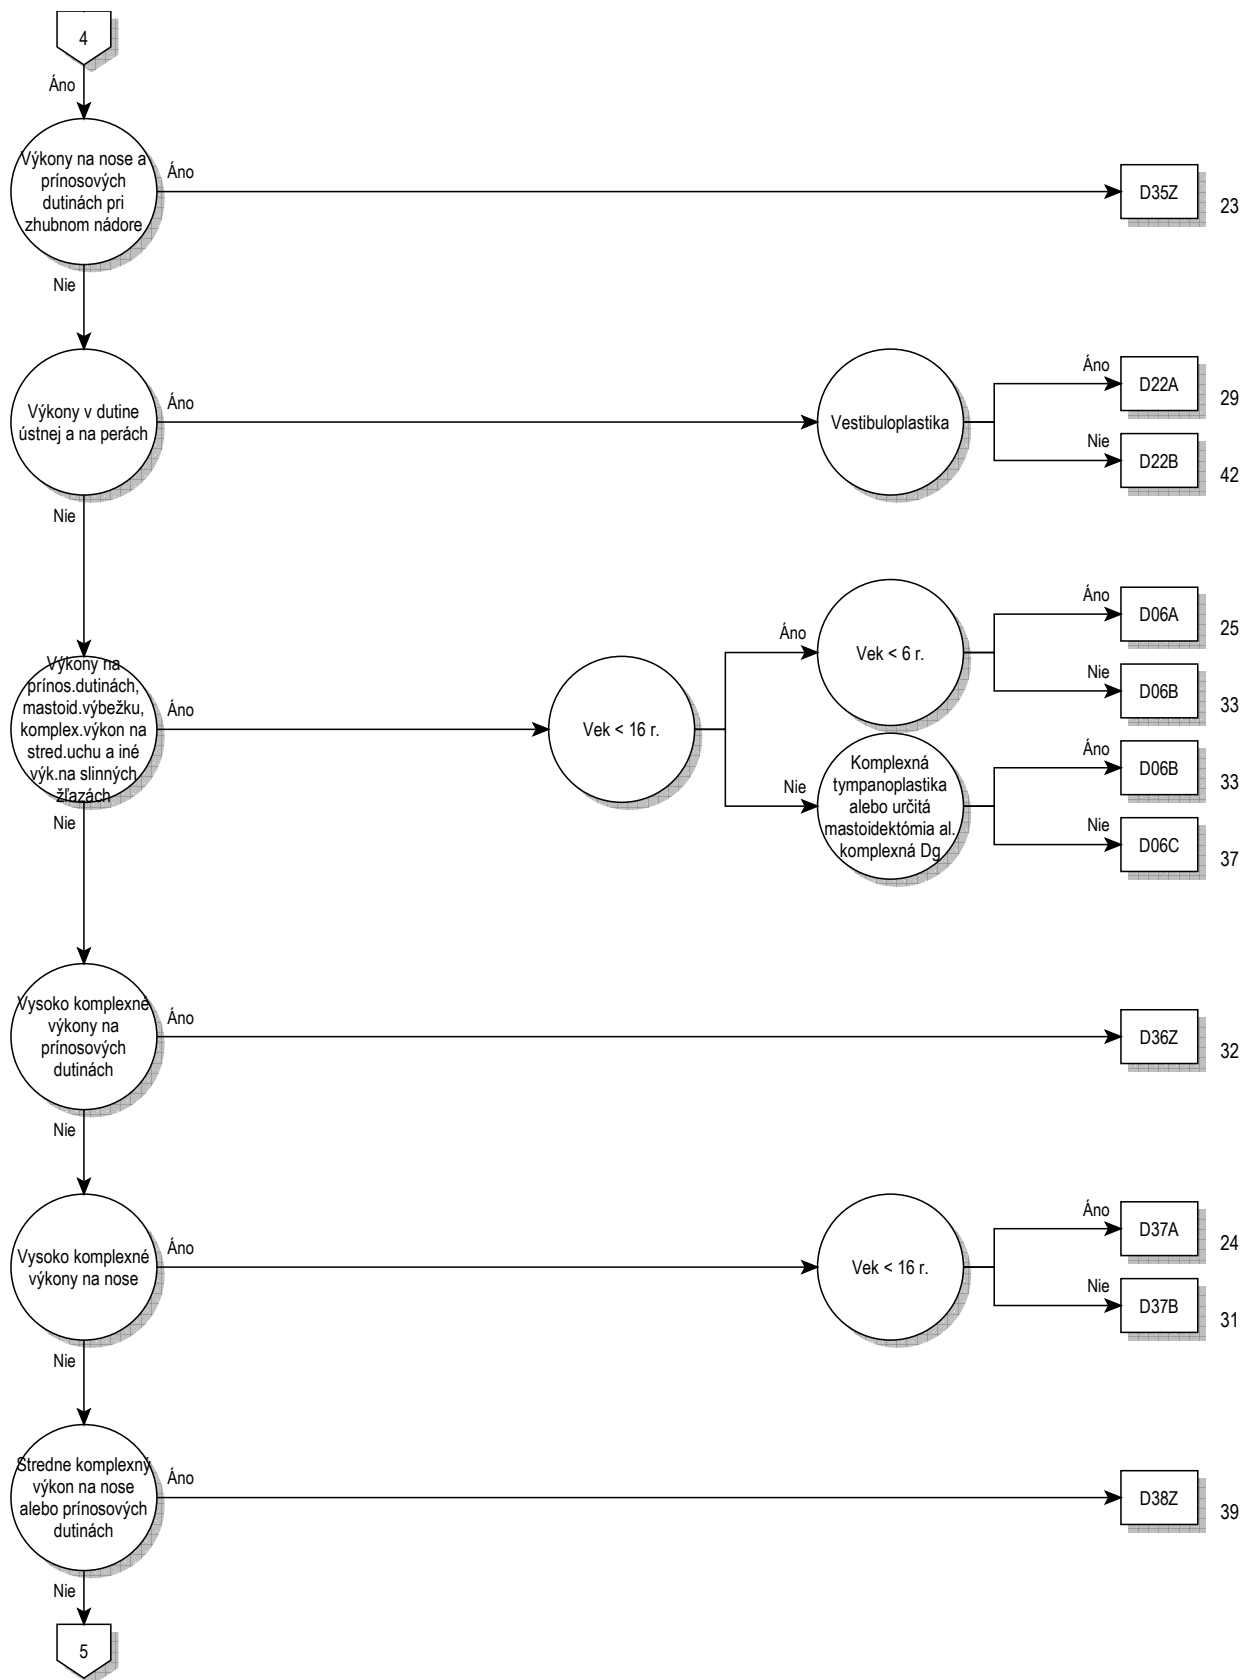 4
Áno
Výkony na nose a
prínosových
dutinách pri
zhubnom nádore
Áno
D35Z
23
Nie
Výkony v dutine
ústnej a na perách
Áno
Vestibuloplastika
Áno
D22A
29
Nie
D22B
42
Nie
Výkony na
prínos.dutinách,
mastoid.výbežku,
komplex.výkon na
stred.uchu a iné
výk.na slinných
žľazách
Áno
Vek < 16 r.
Áno
Vek < 6 r.
Áno
D06A
25
Nie
D06B
33
Nie
Komplexná
tympanoplastika
alebo určitá
mastoidektómia al.
komplexná Dg
Áno
D06B
33
Nie
D06C
37
Nie
Vysoko komplexné
výkony na
prínosových
dutinách
Áno
D36Z
32
Nie
Vysoko komplexné
výkony na nose
Áno
Vek < 16 r.
Áno
D37A
24
Nie
D37B
31
Nie
Stredne komplexný
výkon na nose
alebo prínosových
dutinách
Áno
D38Z
39
Nie
5